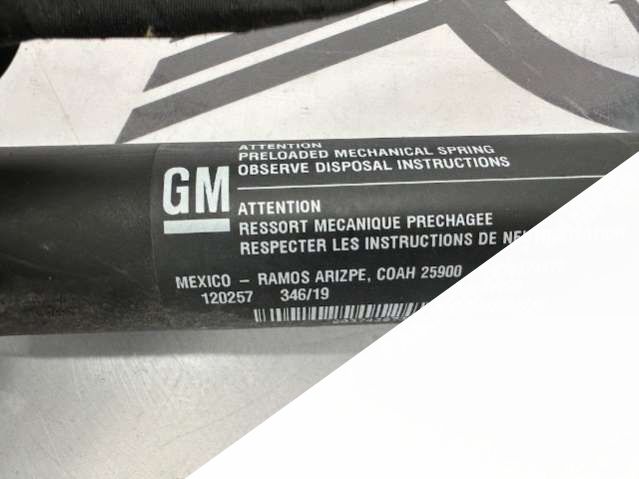 GM
ATTENTION
PRELOADED MECHANICAL SPRING
OBSERVE DISPOSAL INSTRUCTIONS
ATTENTION
RESSORT MECANIQUE PRECHAGEE
RESPECTER LES INSTRUCTIONS DE
MEXICO – RAMOS ARIZPE, COAH 25900
120257 346/19